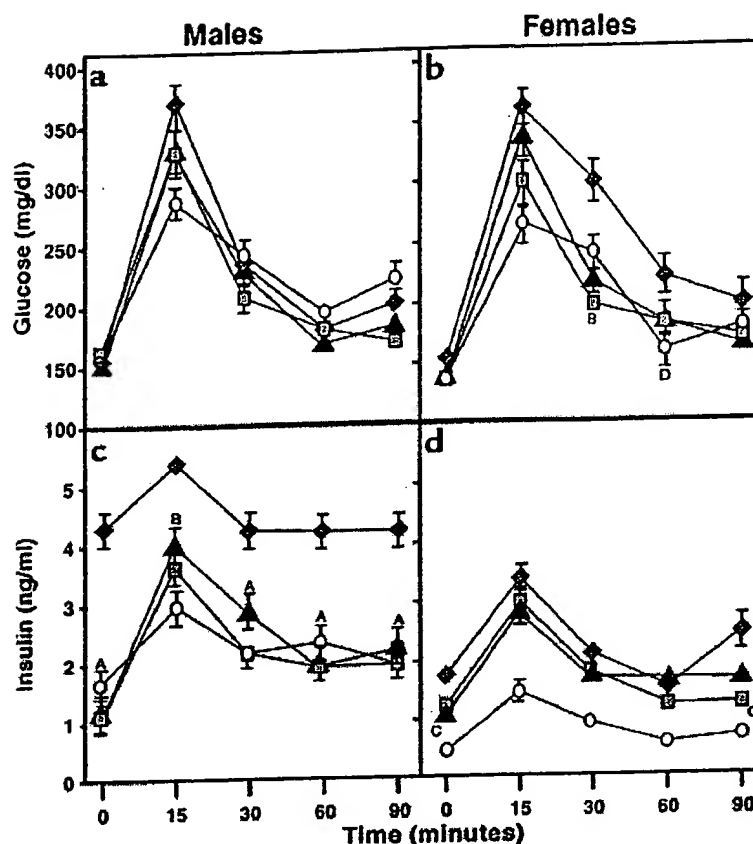 Males Females
a b
Glucose (mg/dl)
400
350
300
250
200
150
100
B
D
c d
Insulin (ng/ml)
5
4
3
2
1
0
B
A
A
A
A
C
0 15 30 60 90 0 15 30 60 90
Time (minutes)